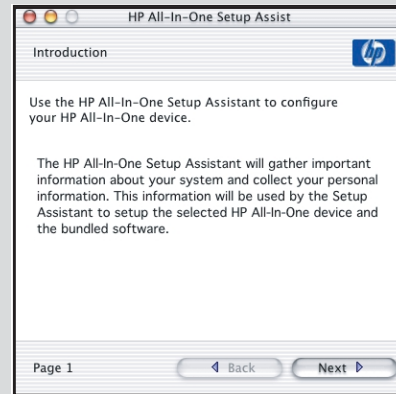 HP All-In-One Setup Assist
Introduction
hp
Use the HP All-In-One Setup Assistant to configure
your HP All-In-One device.
The HP All-In-One Setup Assistant will gather important
information about your system and collect your personal
information. This information will be used by the Setup
Assistant to setup the selected HP All-In-One device and
the bundled software.
Page 1
Back
Next